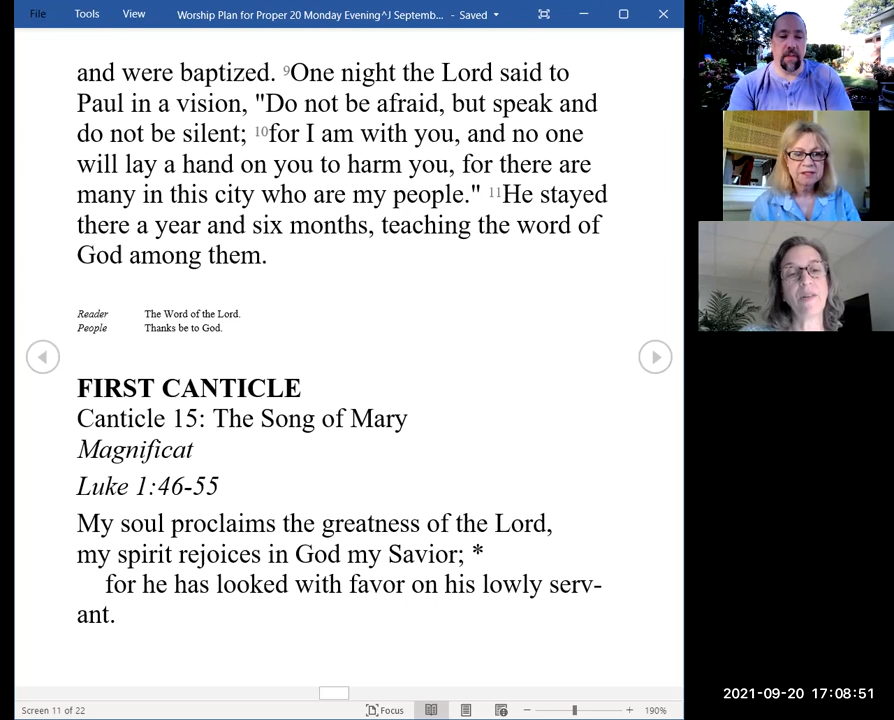 File Tools View Worship Plan for Proper 20 Monday Evening^J Septemb... - Saved
and were baptized. 9One night the Lord said to
Paul in a vision, "Do not be afraid, but speak and
do not be silent; 10for I am with you, and no one
will lay a hand on you to harm you, for there are
many in this city who are my people." 11He stayed
there a year and six months, teaching the word of
God among them.
Reader The Word of the Lord.
People Thanks be to God.
FIRST CANTICLE
Canticle 15: The Song of Mary
Magnificat
Luke 1:46-55
My soul proclaims the greatness of the Lord,
my spirit rejoices in God my Savior; *
for he has looked with favor on his lowly serv-
ant.
2021-09-20 17:08:51
Screen 11 of 22 Focus 190%